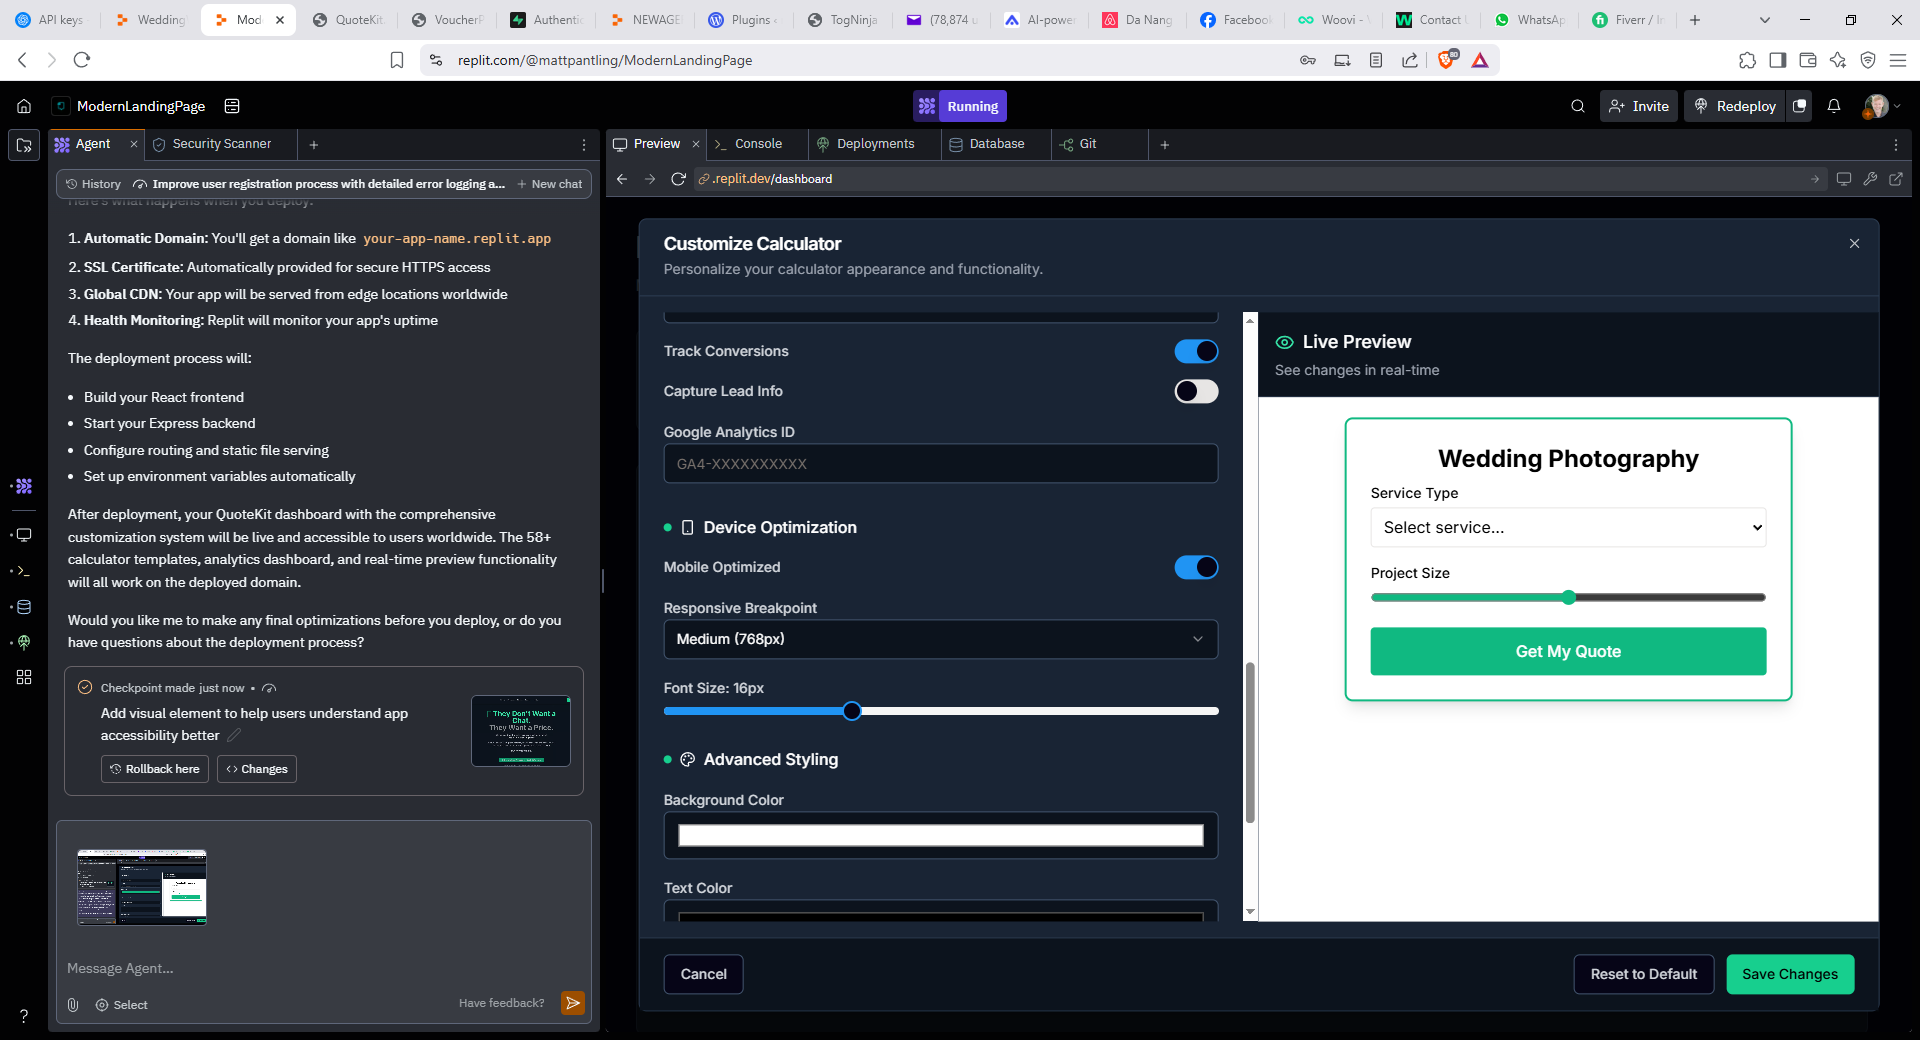 API keys
Wedding
Mod
QuoteKit.
VoucherP
Authentic
NEWAGE
Plugins
TogNinja
(78,874 u
AI-power
Da Nang
Facebook
Woovi -
Contact
WhatsAp
Fiverr / In
replit.com/@mattpantling/ModernLandingPage
80
ModernLandingPage
Running
Invite
Redeploy
Agent
Security Scanner
Preview
Console
Deployments
Database
Git
History
Improve user registration process with detailed error logging a...
New chat
.replit.dev/dashboard
Here's what happens when you deploy:
1. Automatic Domain: You'll get a domain like your-app-name.replit.app
2. SSL Certificate: Automatically provided for secure HTTPS access
3. Global CDN: Your app will be served from edge locations worldwide
4. Health Monitoring: Replit will monitor your app's uptime
The deployment process will:
• Build your React frontend
• Start your Express backend
• Configure routing and static file serving
• Set up environment variables automatically
After deployment, your QuoteKit dashboard with the comprehensive
customization system will be live and accessible to users worldwide. The 58+
calculator templates, analytics dashboard, and real-time preview functionality
will all work on the deployed domain.
Would you like me to make any final optimizations before you deploy, or do you
have questions about the deployment process?
Checkpoint made just now •
Add visual element to help users understand app
accessibility better
Rollback here
<> Changes
They Don't Want a
Chat.
They Want a Price.
Message Agent...
Select
Have feedback?
?
Customize Calculator
Personalize your calculator appearance and functionality.
Track Conversions
Capture Lead Info
Google Analytics ID
GA4-XXXXXXXXXX
Device Optimization
Mobile Optimized
Responsive Breakpoint
Medium (768px)
Font Size: 16px
Advanced Styling
Background Color
Text Color
Cancel
Reset to Default
Save Changes
Live Preview
See changes in real-time
Wedding Photography
Service Type
Select service...
Project Size
Get My Quote